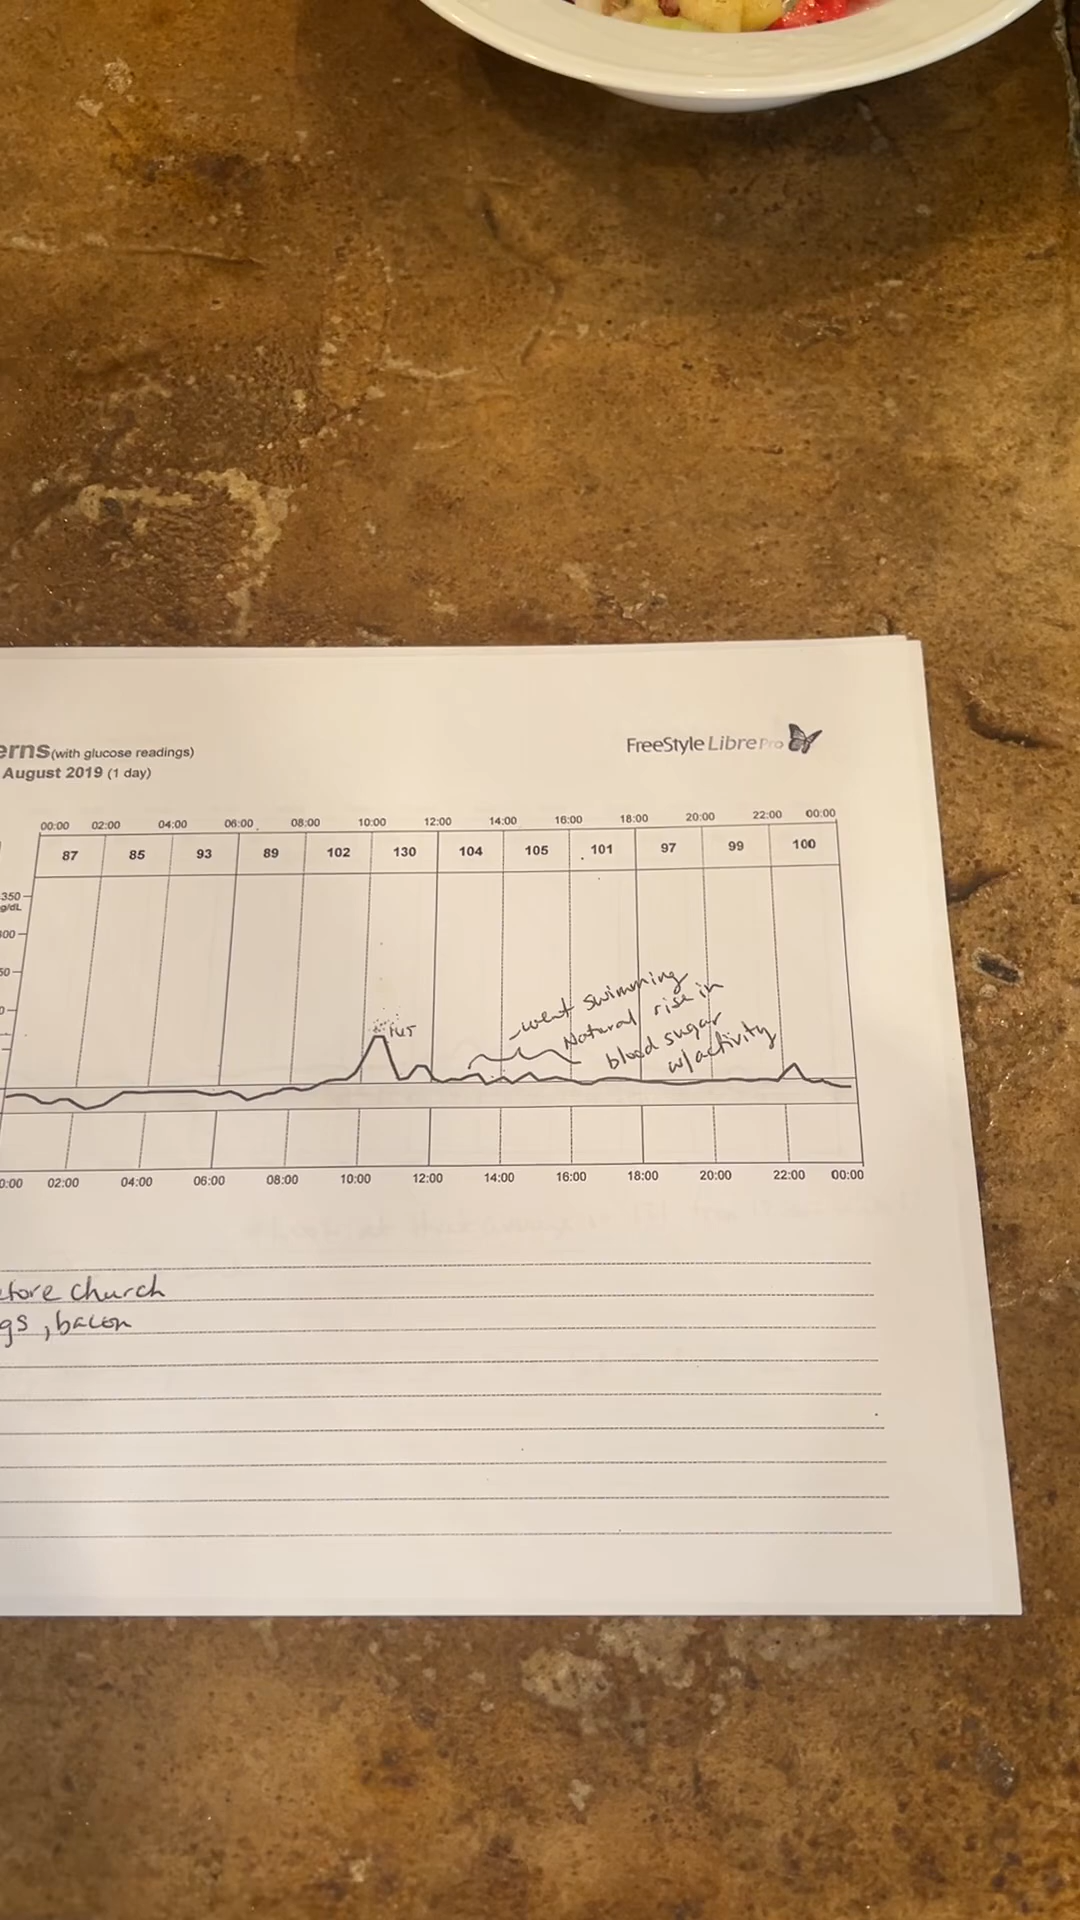 erns (with glucose readings)
August 2019 (1 day)
FreeStyle Libre Pro
00:00 02:00 04:00 06:00 08:00 10:00 12:00 14:00 16:00 18:00 20:00 22:00 00:00
87 85 93 89 102 130 104 105 101 97 99 100
350
g/dL
300
50
0
went swimming
Natural rise in
blood sugar
w/activity
0:00 02:00 04:00 06:00 08:00 10:00 12:00 14:00 16:00 18:00 20:00 22:00 00:00
efore church
gs, bacon